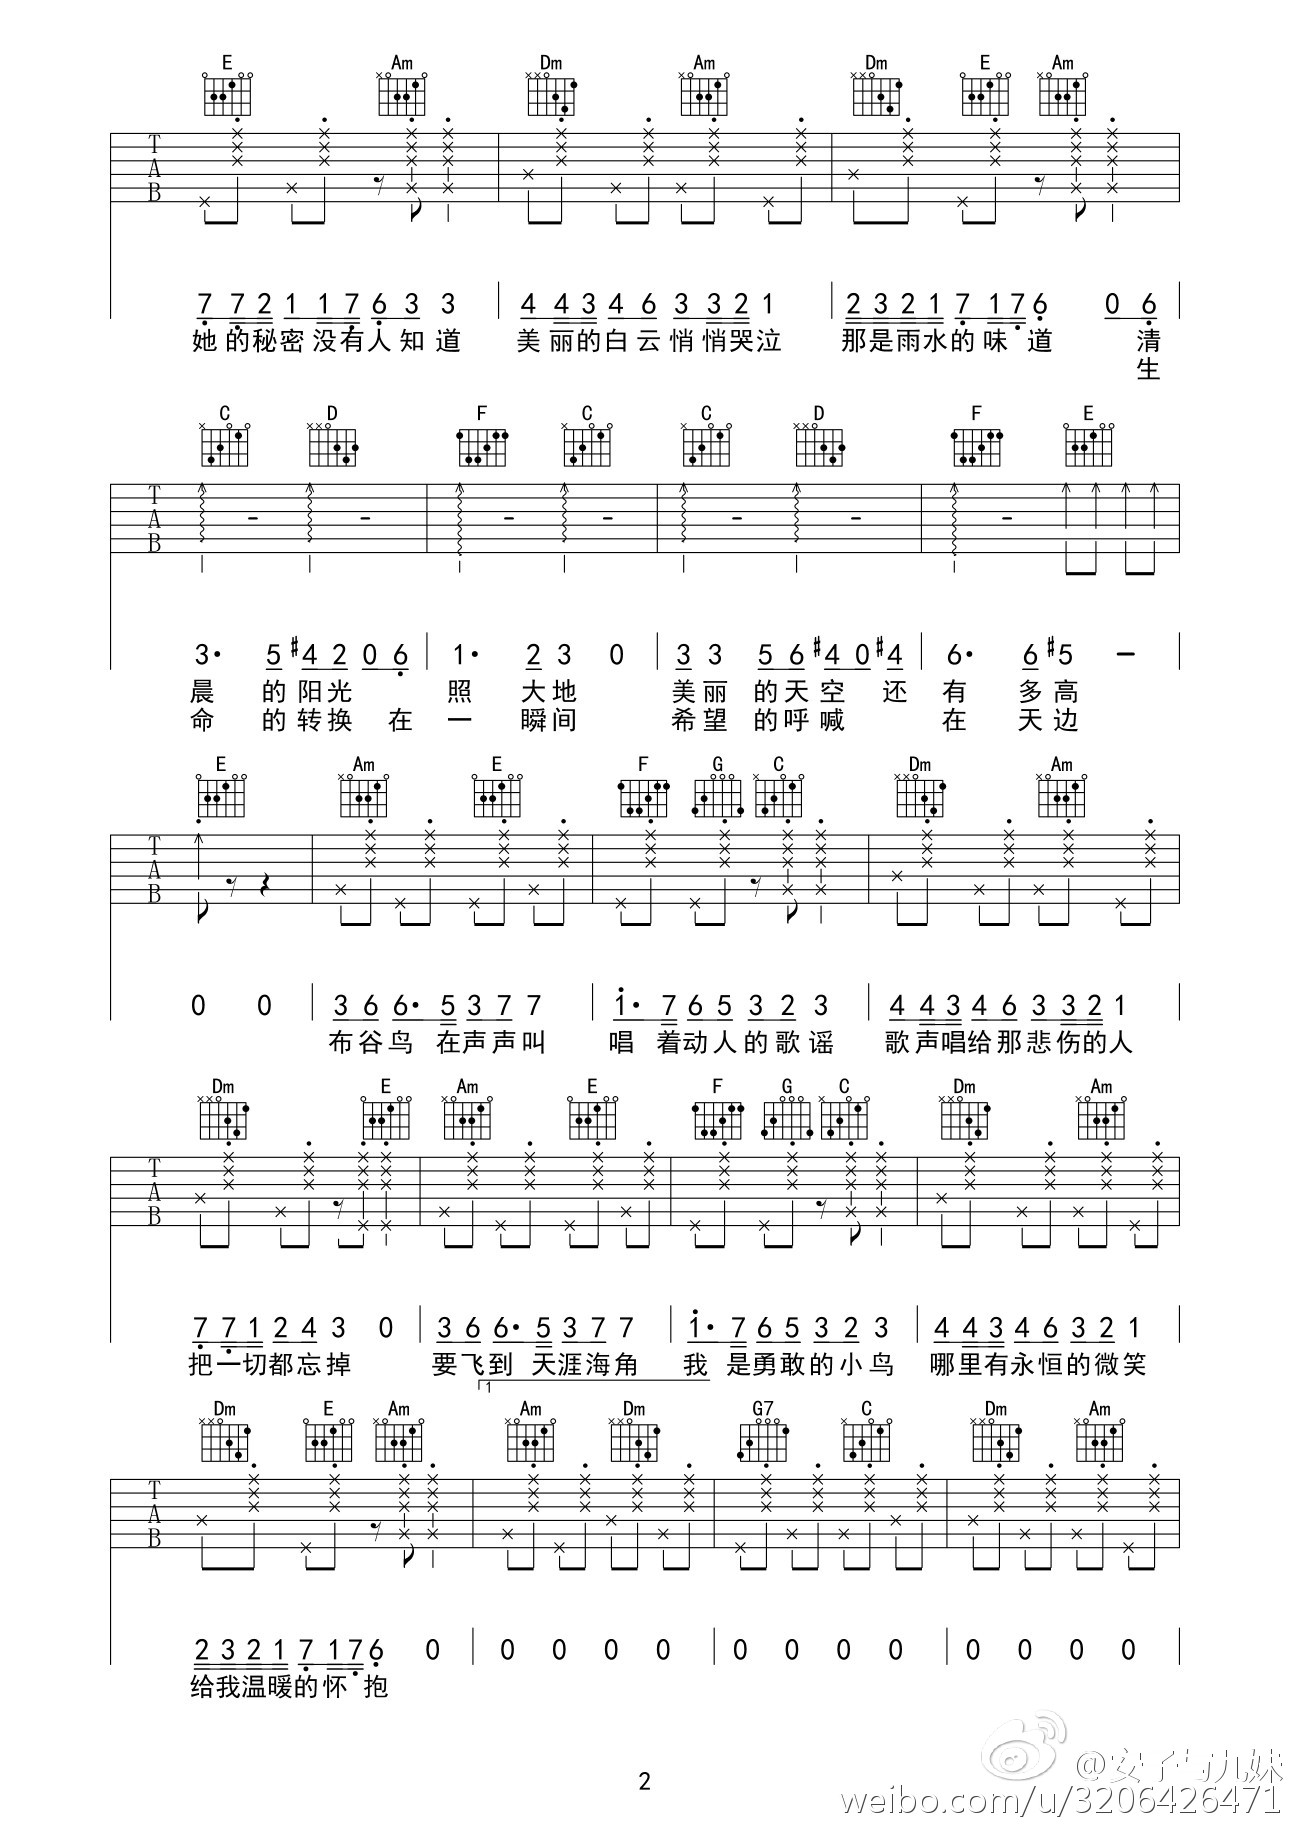 E Am Dm Am Dm E Am
T
A
B
7 7 2 1 1 7 6 3 3 4 4 3 4 6 3 3 2 1 2 3 2 1 7 1 7 6 0 6
她的秘密没有人知道 美丽的白云悄悄哭泣 那是雨水的味道 清
生
C D F C C D F E
T
A
B
3· 5 #4 2 0 6 1· 2 3 0 3 3 5 6 #4 0 #4 6· 6 #5 –
晨的阳光 照大地 美丽的天空还有多高
命的转换在一瞬间 希望的呼喊 在天边
E Am E F G C Dm Am
T
A
B
0 0 3 6 6· 5 3 7 7 1· 7 6 5 3 2 3 4 4 3 4 6 3 3 2 1
布谷鸟在声声叫 唱着动人的歌谣 歌声唱给那悲伤的人
Dm E Am E F G C Dm Am
T
A
B
7 7 1 2 4 3 0 3 6 6· 5 3 7 7 1· 7 6 5 3 2 3 4 4 3 4 6 3 2 1
把一切都忘掉 要飞到天涯海角 我是勇敢的小鸟 哪里有永恒的微笑
1
Dm E Am Am Dm G7 C Dm Am
T
A
B
2 3 2 1 7 1 7 6 0 0 0 0 0 0 0 0 0 0 0 0 0
给我温暖的怀抱
2
weibo.com/u/3206426471